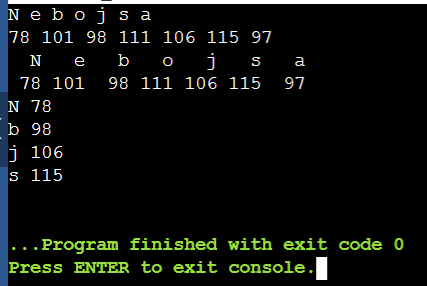 N e b o j s a
78 101 98 111 106 115 97
  N   e   b   o   j   s   a
 78 101  98 111 106 115  97
N 78
b 98
j 106
s 115
...Program finished with exit code 0
Press ENTER to exit console.